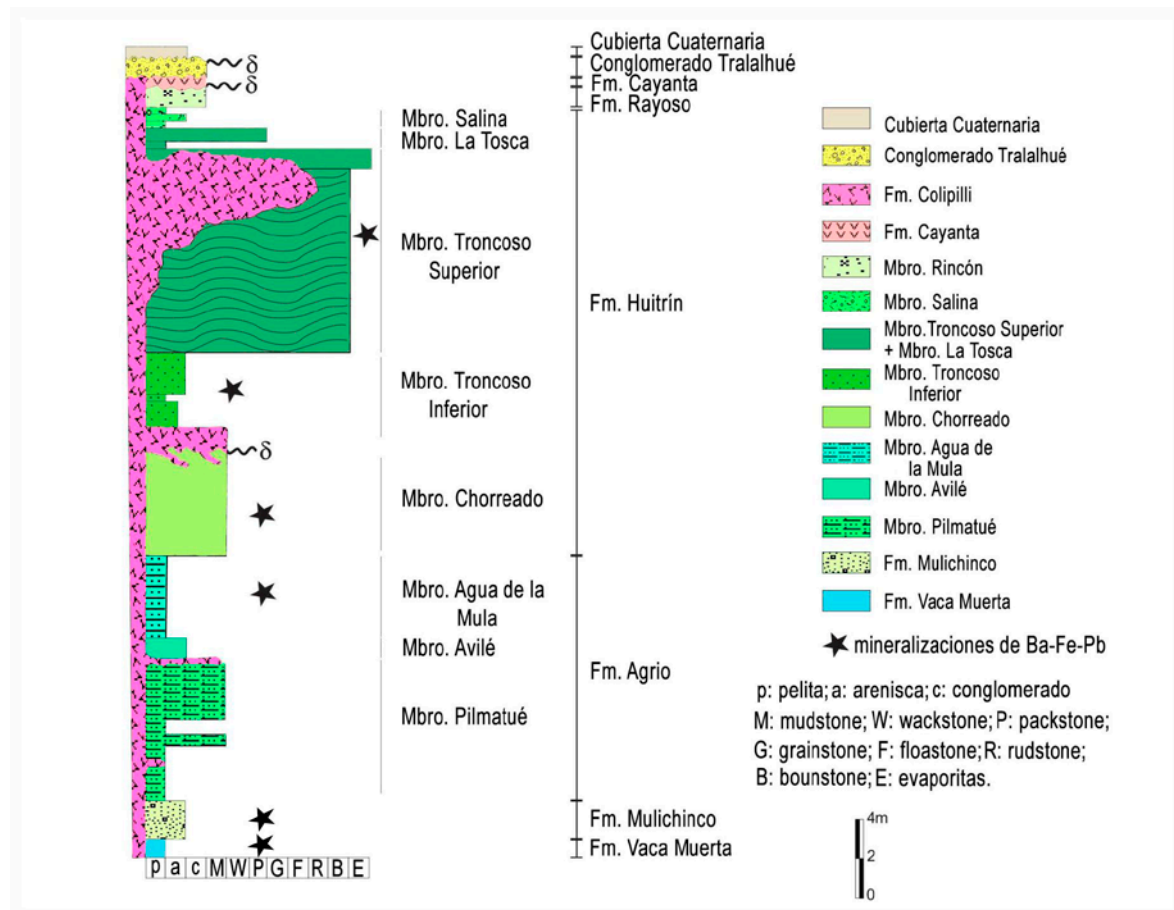 Cubierta Cuaternaria
Conglomerado Tralalhué
Fm. Cayanta
Fm. Rayoso
δ
δ
Mbro. Salina
Mbro. La Tosca
Mbro. Troncoso
Superior
Fm. Huitrín
Mbro. Troncoso
Inferior
δ
Mbro. Chorreado
Mbro. Agua de la
Mula
Mbro. Avilé
Fm. Agrio
Mbro. Pilmatué
Fm. Mulichinco
Fm. Vaca Muerta
p a c M W P G F R B E
Cubierta Cuaternaria
Conglomerado Tralalhué
Fm. Colipilli
Fm. Cayanta
Mbro. Rincón
Mbro. Salina
Mbro.Troncoso Superior
+ Mbro. La Tosca
Mbro. Troncoso
Inferior
Mbro. Chorreado
Mbro. Agua de
la Mula
Mbro. Avilé
Mbro. Pilmatué
Fm. Mulichinco
Fm. Vaca Muerta
mineralizaciones de Ba-Fe-Pb
p: pelita; a: arenisca; c: conglomerado
M: mudstone; W: wackstone; P: packstone;
G: grainstone; F: floastone; R: rudstone;
B: bounstone; E: evaporitas.
4m
2
0